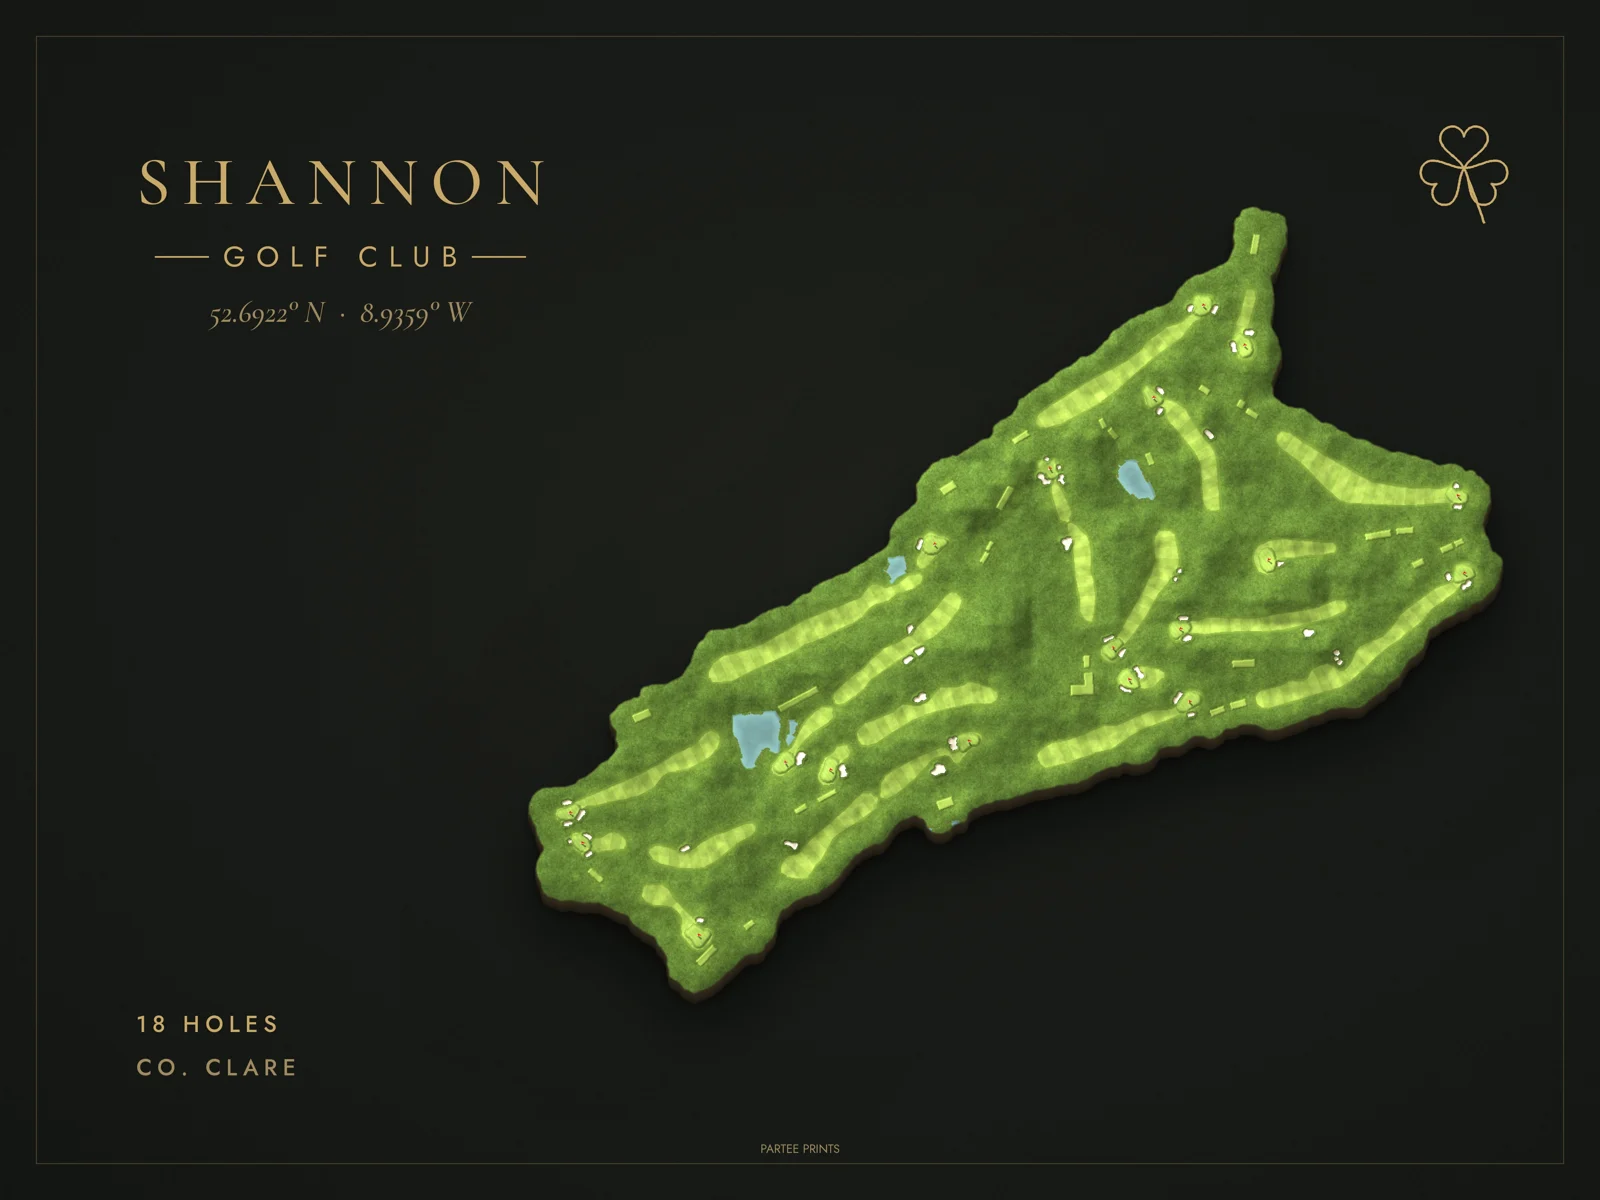 SHANNON
GOLF CLUB
52.6922° N · 8.9359° W
18 HOLES
CO. CLARE
PARTEE PRINTS